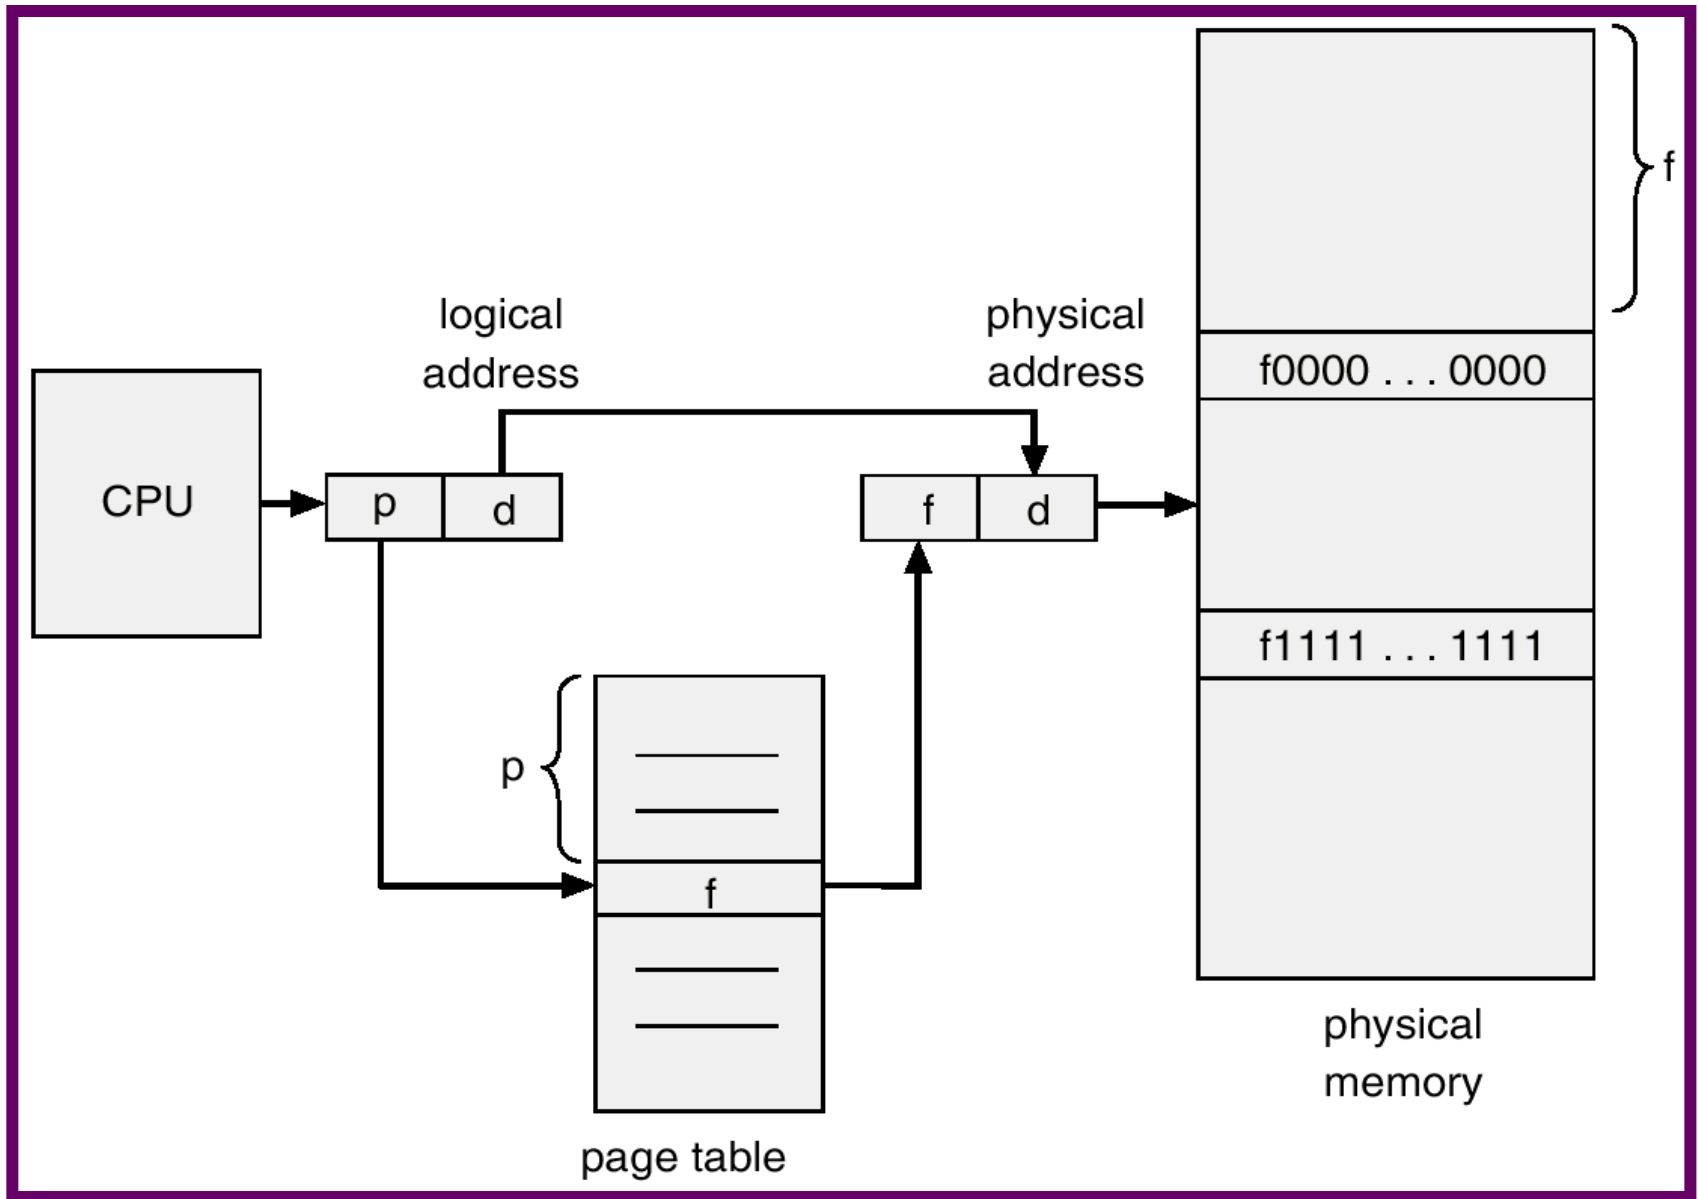 f
logical
address
physical
address
f0000 . . . 0000
CPU
p
d
f
d
f1111 . . . 1111
p
f
physical
memory
page table